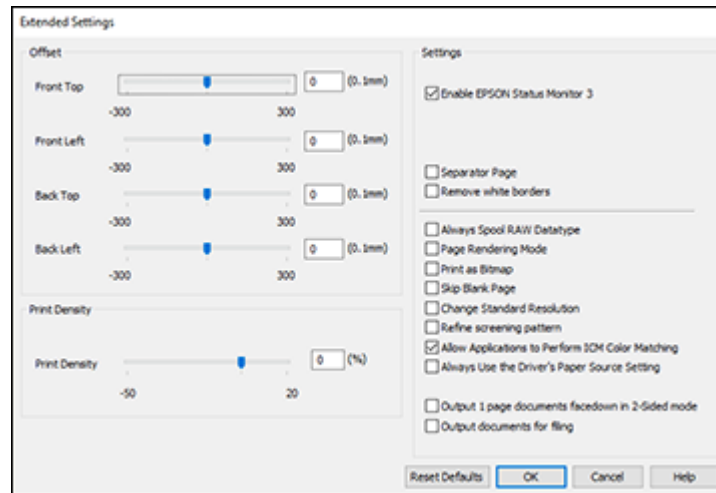 Extended Settings
Offset
Front Top
0 (0.1mm)
-300 300
Front Left
0 (0.1mm)
-300 300
Back Top
0 (0.1mm)
-300 300
Back Left
0 (0.1mm)
-300 300
Print Density
Print Density
0 (%)
-50 20
Settings
Enable EPSON Status Monitor 3
Separator Page
Remove white borders
Always Spool RAW Datatype
Page Rendering Mode
Print as Bitmap
Skip Blank Page
Change Standard Resolution
Refine screening pattern
Allow Applications to Perform ICM Color Matching
Always Use the Driver's Paper Source Setting
Output 1 page documents facedown in 2-Sided mode
Output documents for filing
Reset Defaults OK Cancel Help